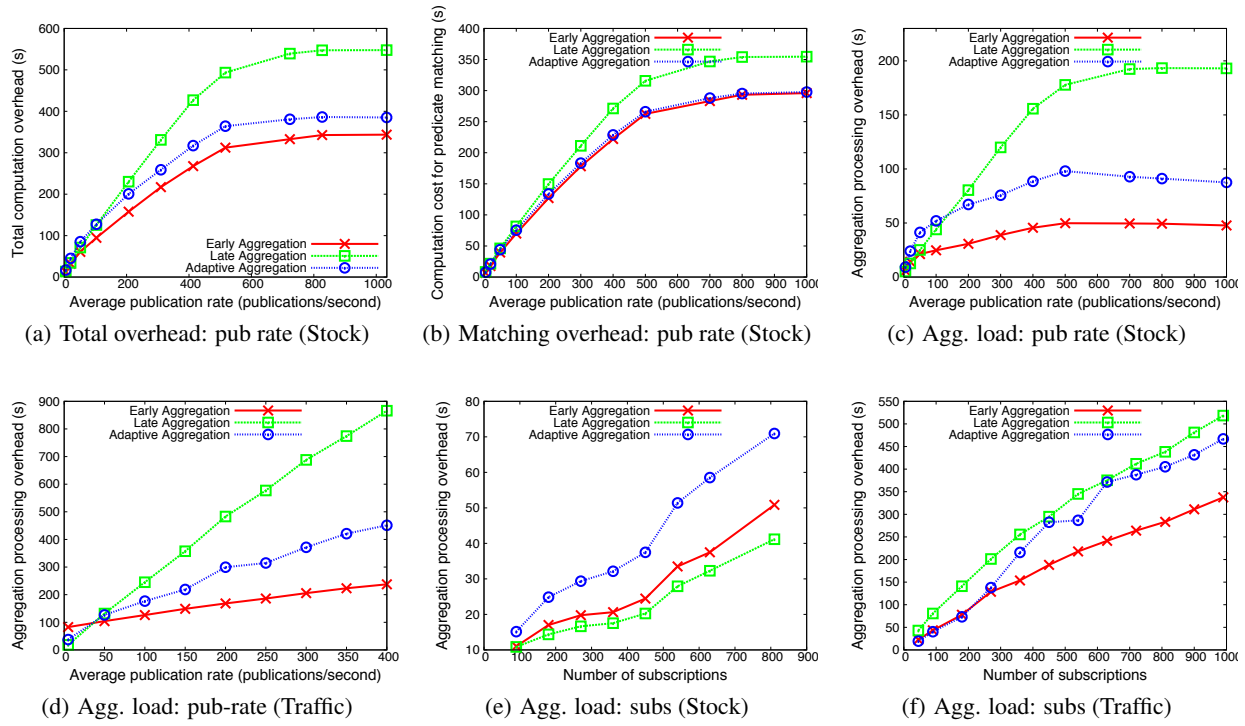 Total computation overhead (s)
600
500
400
300
200
100
0
0 200 400 600 800 1000
Early Aggregation
Late Aggregation
Adaptive Aggregation
Average publication rate (publications/second)
(a) Total overhead: pub rate (Stock)
Computation cost for predicate matching (s)
400
350
300
250
200
150
100
50
0
0 100 200 300 400 500 600 700 800 900 1000
Early Aggregation
Late Aggregation
Adaptive Aggregation
Average publication rate (publications/second)
(b) Matching overhead: pub rate (Stock)
Aggregation processing overhead (s)
200
150
100
50
0
0 100 200 300 400 500 600 700 800 900 1000
Early Aggregation
Late Aggregation
Adaptive Aggregation
Average publication rate (publications/second)
(c) Agg. load: pub rate (Stock)
Aggregation processing overhead (s)
900
800
700
600
500
400
300
200
100
0
0 50 100 150 200 250 300 350 400
Early Aggregation
Late Aggregation
Adaptive Aggregation
Average publication rate (publications/second)
(d) Agg. load: pub-rate (Traffic)
Aggregation processing overhead (s)
80
70
60
50
40
30
20
10
0 100 200 300 400 500 600 700 800 900
Early Aggregation
Late Aggregation
Adaptive Aggregation
Number of subscriptions
(e) Agg. load: subs (Stock)
Aggregation processing overhead (s)
550
500
450
400
350
300
250
200
150
100
50
0
0 100 200 300 400 500 600 700 800 900 1000
Early Aggregation
Late Aggregation
Adaptive Aggregation
Number of subscriptions
(f) Agg. load: subs (Traffic)